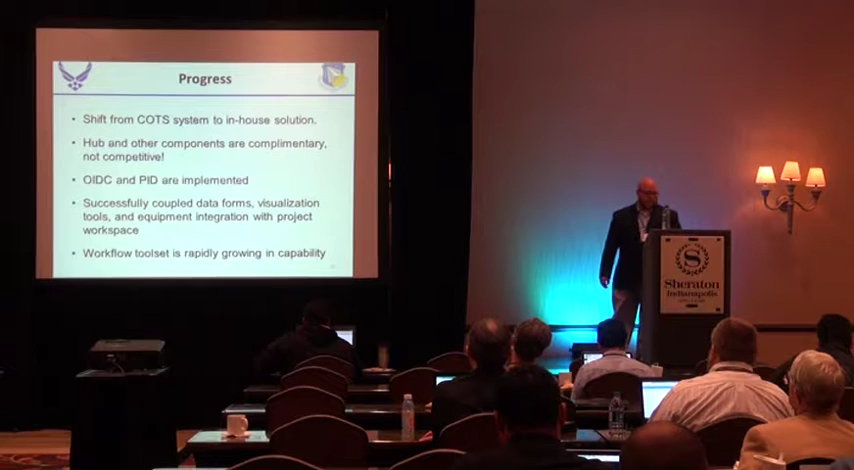 Progress
• Shift from COTS system to in-house solution.
• Hub and other components are complimentary,
not competitive!
• OIDC and PID are implemented
• Successfully coupled data forms, visualization
tools, and equipment integration with project
workspace
• Workflow toolset is rapidly growing in capability
S
Sheraton
Indianapolis